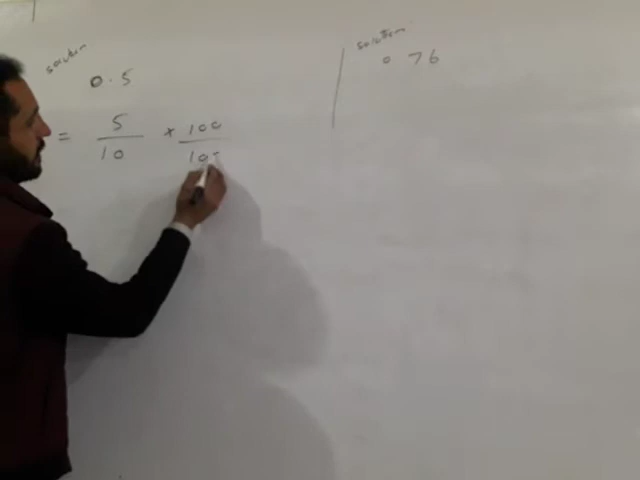 solution
0.5
= 5/10 × 100/100
solution
0.76